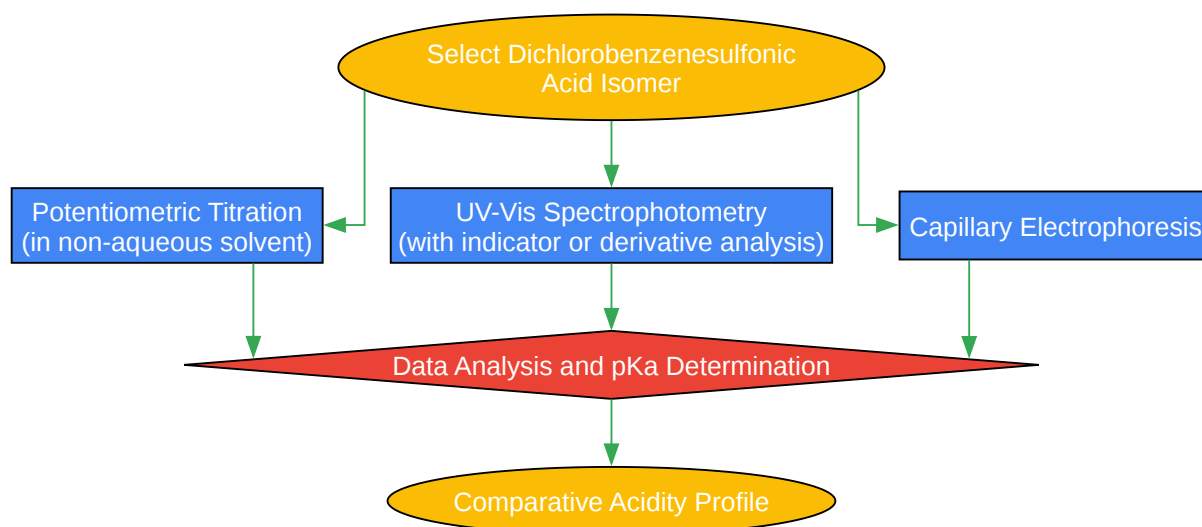 Select Dichlorobenzenesulfonic
Acid Isomer
Potentiometric Titration
(in non-aqueous solvent)
UV-Vis Spectrophotometry
(with indicator or derivative analysis)
Capillary Electrophoresis
Data Analysis and pKa Determination
Comparative Acidity Profile